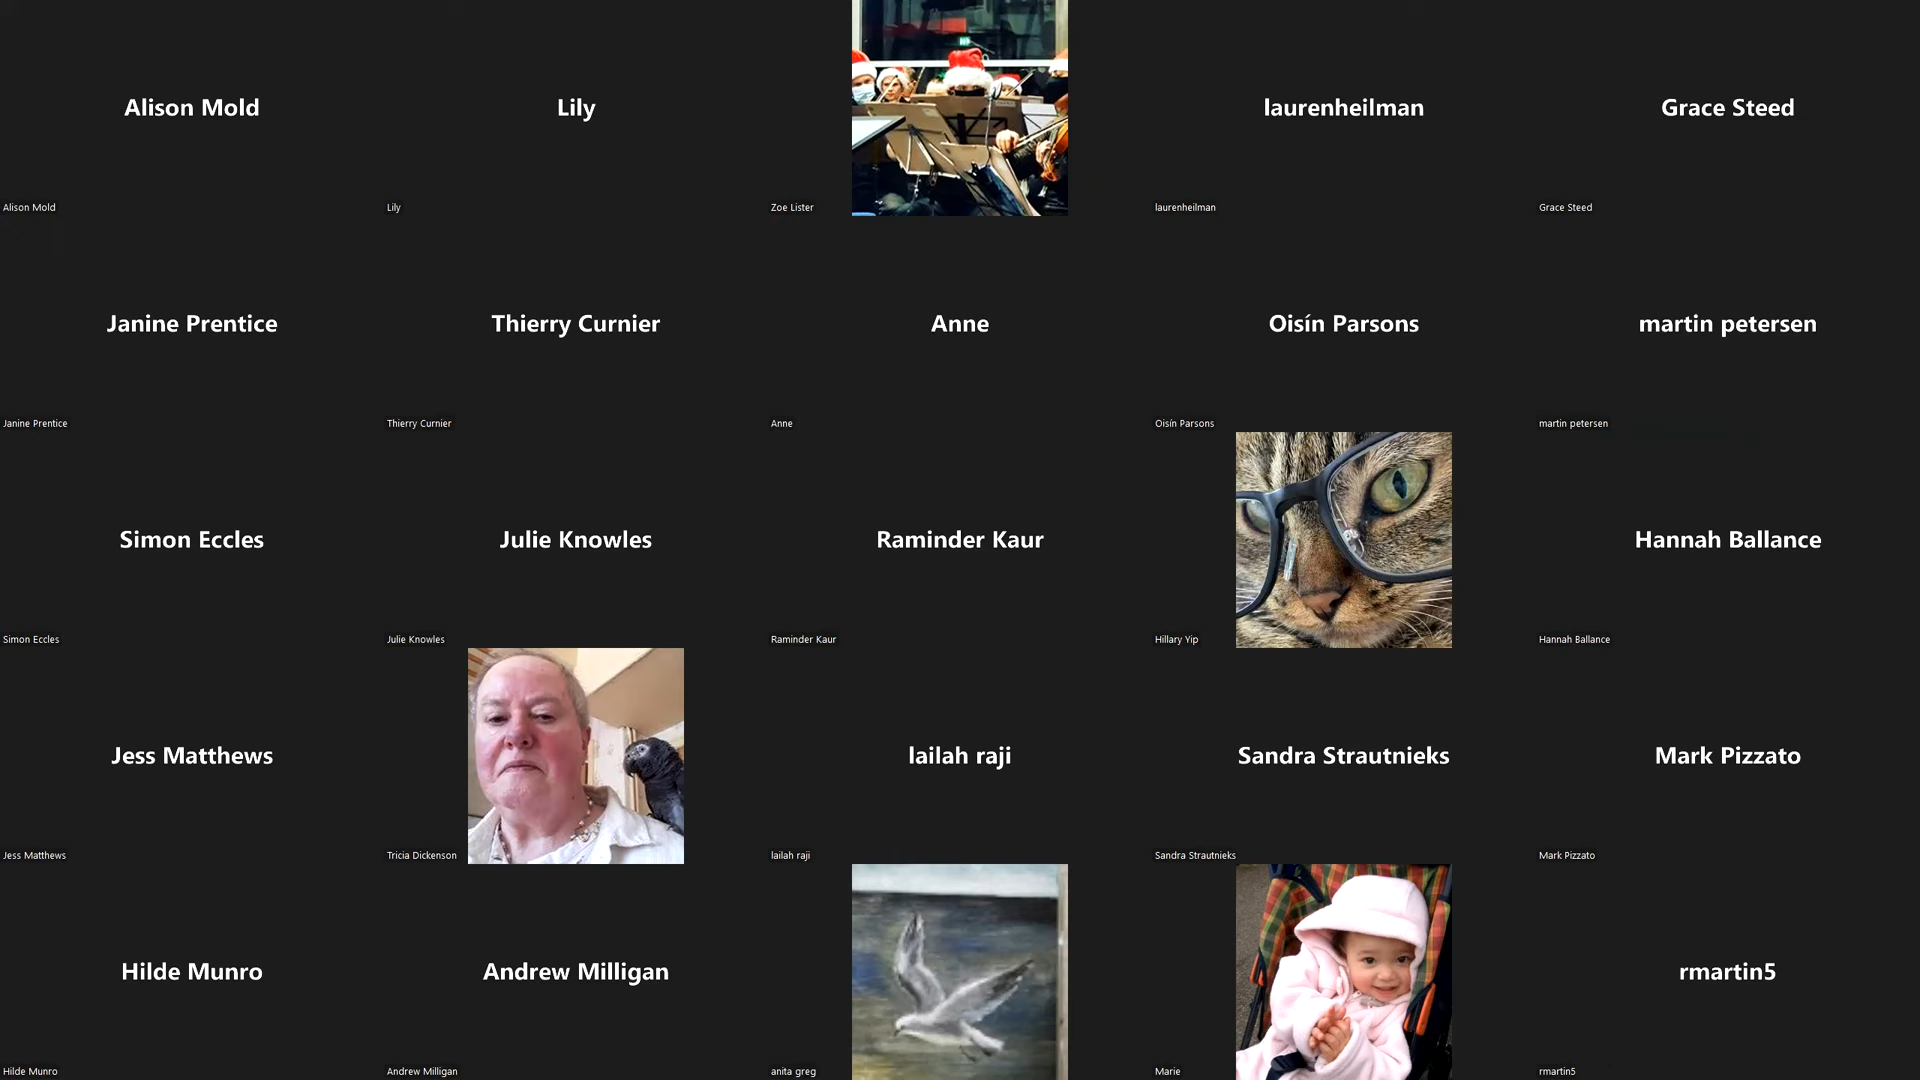 Alison Mold
Lily
laurenheilman
Grace Steed
Alison Mold
Lily
Zoe Lister
laurenheilman
Grace Steed
Janine Prentice
Thierry Curnier
Anne
Oisín Parsons
martin petersen
Janine Prentice
Thierry Curnier
Anne
Oisín Parsons
martin petersen
Simon Eccles
Julie Knowles
Raminder Kaur
Hannah Ballance
Simon Eccles
Julie Knowles
Raminder Kaur
Hillary Yip
Hannah Ballance
Jess Matthews
lailah raji
Sandra Strautnieks
Mark Pizzato
Jess Matthews
Tricia Dickenson
lailah raji
Sandra Strautnieks
Mark Pizzato
Hilde Munro
Andrew Milligan
rmartin5
Hilde Munro
Andrew Milligan
anita greg
Marie
rmartin5